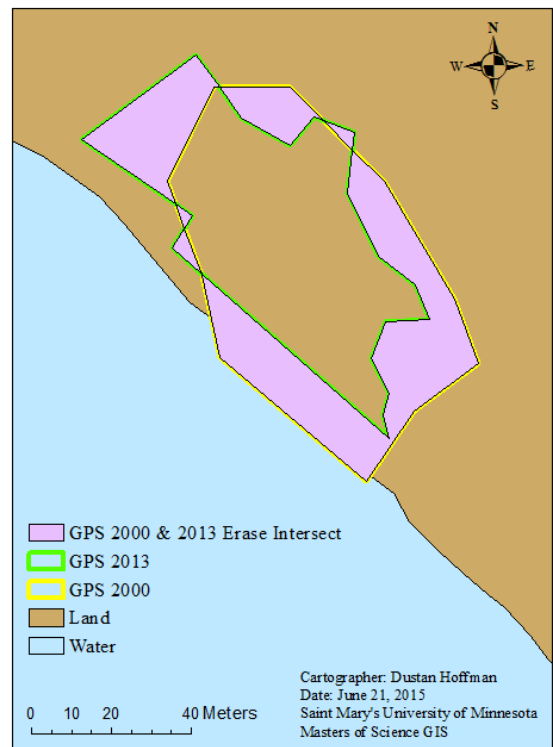 N
W E
S
GPS 2000 & 2013 Erase Intersect
GPS 2013
GPS 2000
Land
Water
0 10 20 40 Meters
Cartographer: Dustan Hoffman
Date: June 21, 2015
Saint Mary's University of Minnesota
Masters of Science GIS